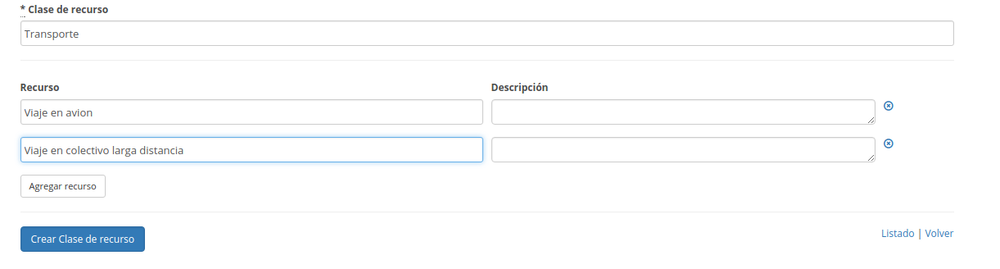 * Clase de recurso
Transporte
Recurso Descripción
Viaje en avion
Viaje en colectivo larga distancia
Agregar recurso
Crear Clase de recurso
Listado | Volver